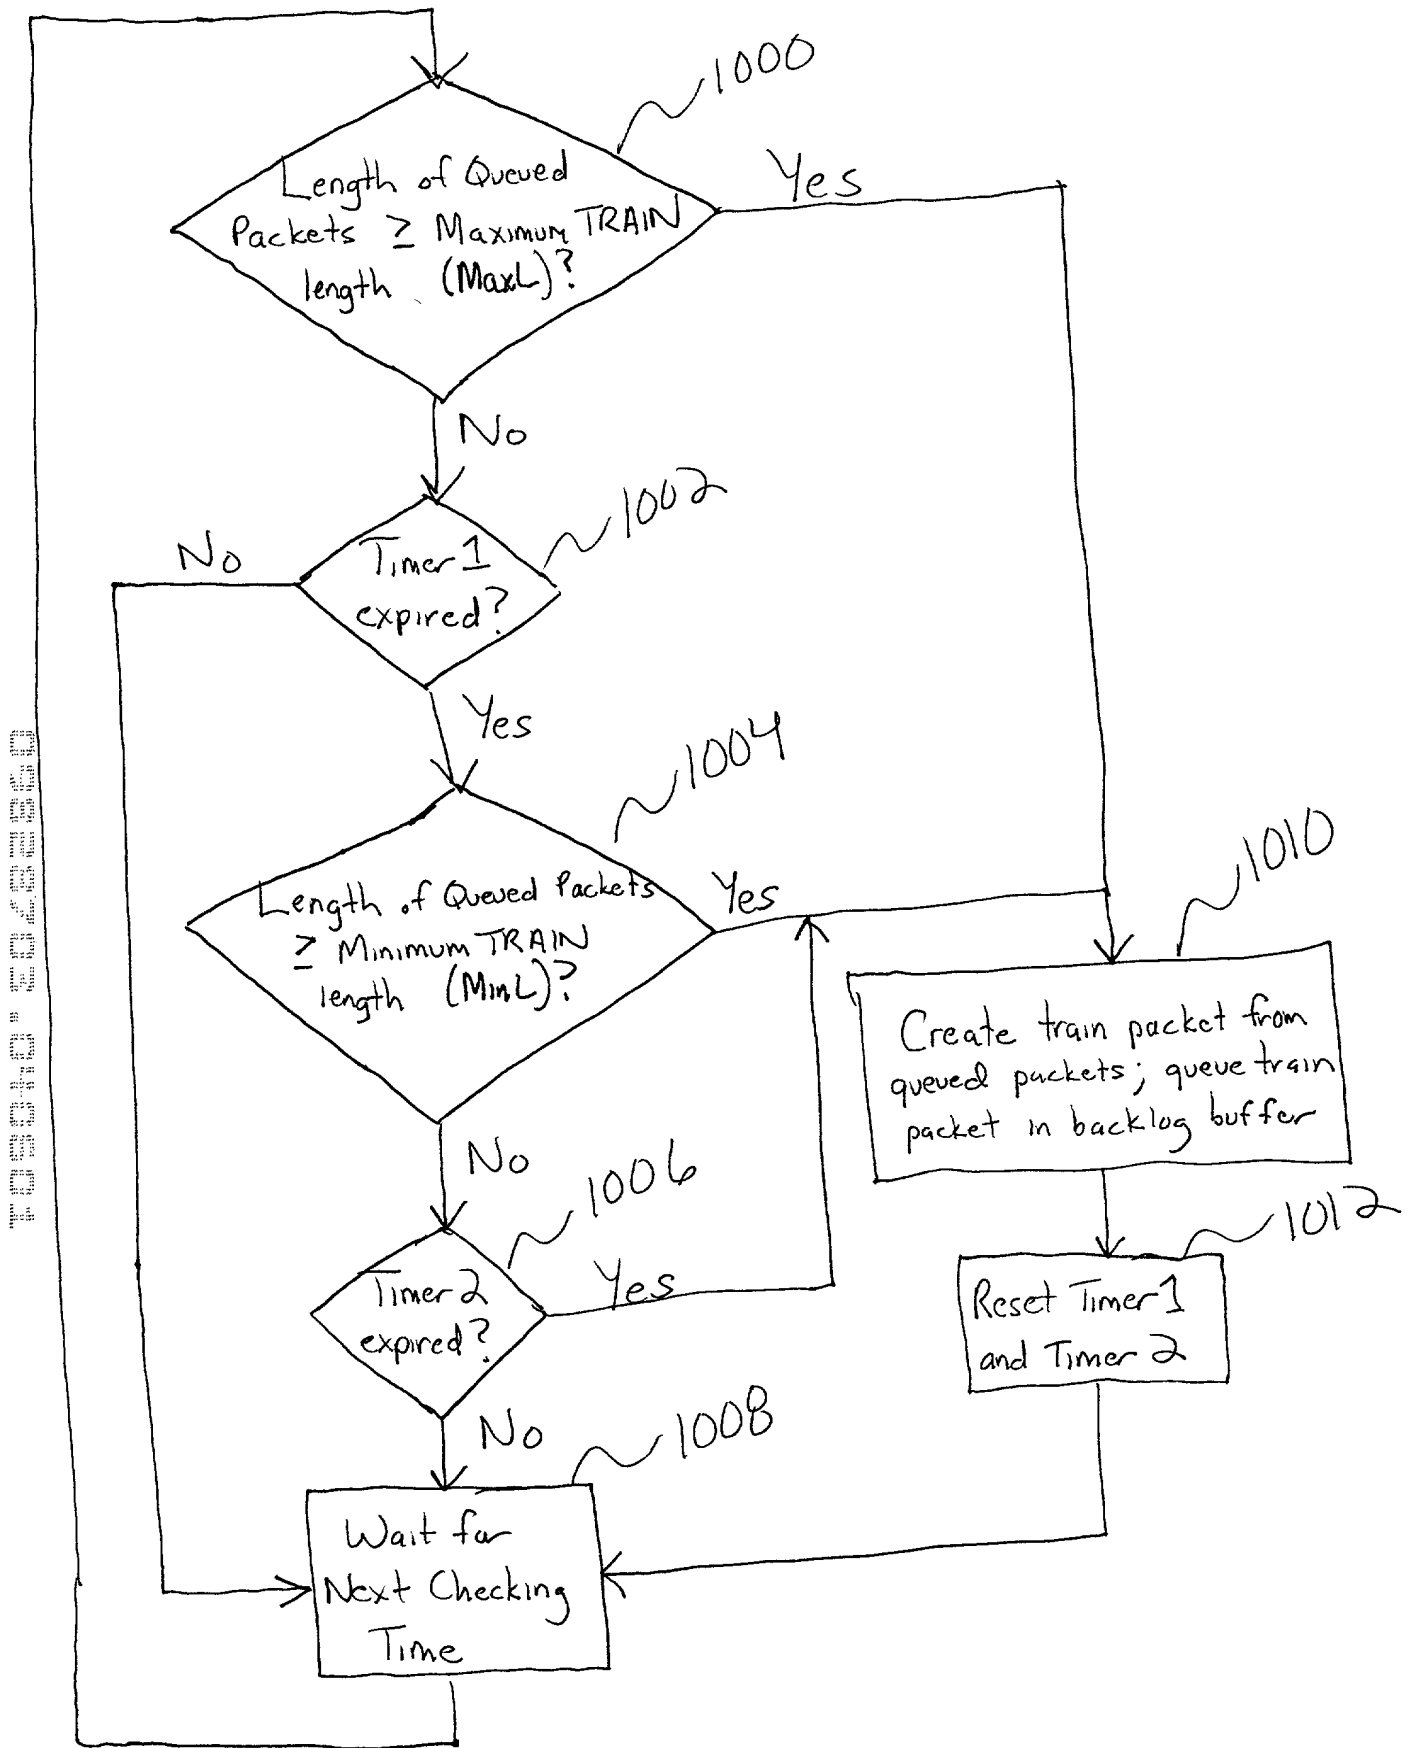 1000
Length of Queued
Packets ≥ Maximum TRAIN
length (MaxL)?
Yes
No
1002
Timer 1
expired?
No
Yes
1004
Length of Queued Packets
≥ Minimum TRAIN
length (MinL)?
Yes
1010
Create train packet from
queued packets; queue train
packet in backlog buffer
No
1006
Timer 2
expired?
Yes
1012
Reset Timer 1
and Timer 2
No
1008
Wait for
Next Checking
Time